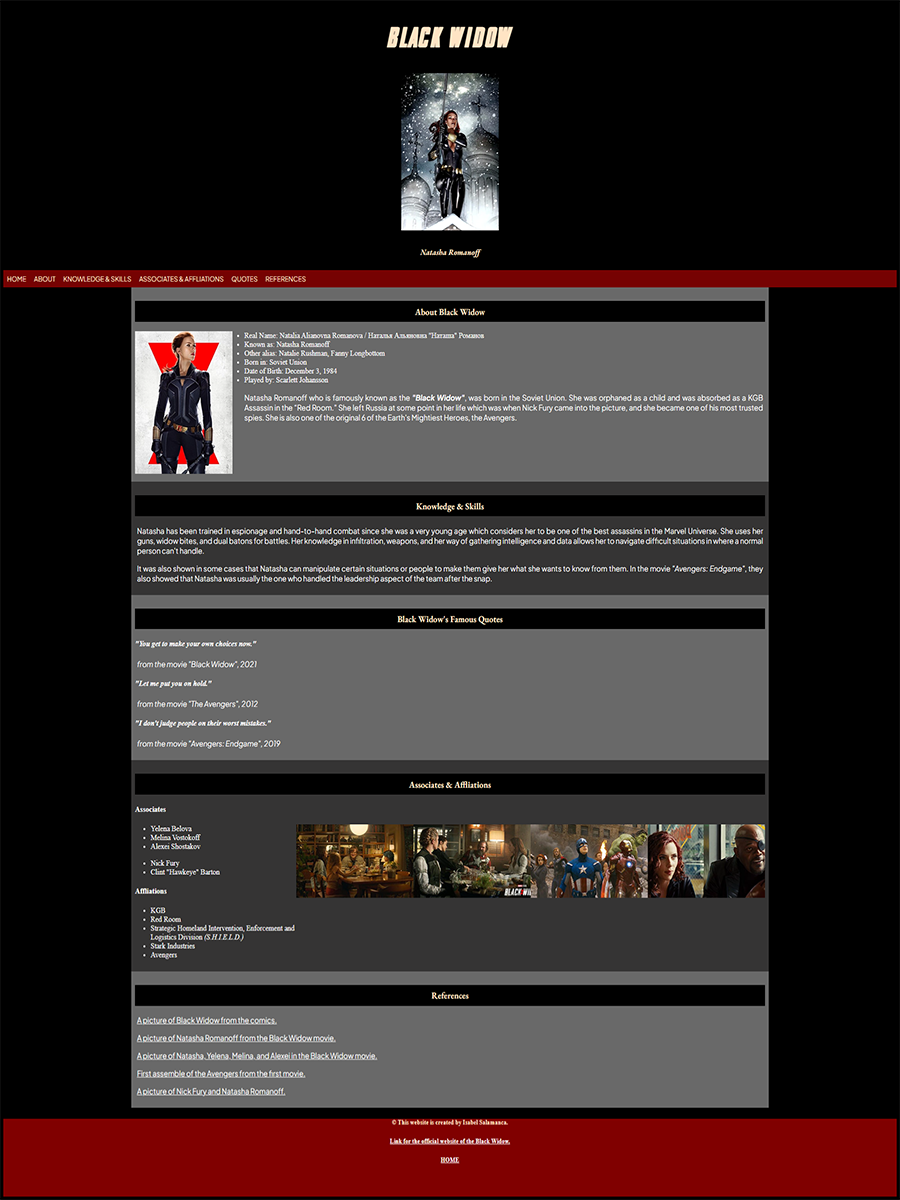 BLACK WIDOW
Natasha Romanoff
HOME ABOUT KNOWLEDGE & SKILLS ASSOCIATES & AFFLIATIONS QUOTES REFERENCES
About Black Widow
Real Name: Natalia Alianovna Romanova / Наталья Альяновна "Наташа" Романов
Known as: Natasha Romanoff
Other alias: Natalie Rushman, Fanny Longbottom
Born in: Soviet Union
Date of Birth: December 3, 1984
Played by: Scarlett Johansson
Natasha Romanoff who is famously known as the "Black Widow", was born in the Soviet Union. She was orphaned as a child and was absorbed as a KGB
Assassin in the "Red Room." She left Russia at some point in her life which was when Nick Fury came into the picture, and she became one of his most trusted
spies. She is also one of the original 6 of the Earth's Mightiest Heroes, the Avengers.
Knowledge & Skills
Natasha has been trained in espionage and hand-to-hand combat since she was a very young age which considers her to be one of the best assassins in the Marvel Universe. She uses her
guns, widow bites, and dual batons for battles. Her knowledge in infiltration, weapons, and her way of gathering intelligence and data allows her to navigate difficult situations in where a normal
person can't handle.
It was also shown in some cases that Natasha can manipulate certain situations or people to make them give her what she wants to know from them. In the movie "Avengers: Endgame", they
also showed that Natasha was usually the one who handled the leadership aspect of the team after the snap.
Black Widow's Famous Quotes
"You get to make your own choices now."
from the movie "Black Widow", 2021
"Let me put you on hold."
from the movie "The Avengers", 2012
"I don't judge people on their worst mistakes."
from the movie "Avengers: Endgame", 2019
Associates & Affliations
Associates
Yelena Belova
Melina Vostokoff
Alexei Shostakov
Nick Fury
Clint "Hawkeye" Barton
BLACK WI
Affliations
KGB
Red Room
Strategic Homeland Intervention, Enforcement and
Logistics Division (S.H.I.E.L.D.)
Stark Industries
Avengers
References
A picture of Black Widow from the comics.
A picture of Natasha Romanoff from the Black Widow movie.
A picture of Natasha, Yelena, Melina, and Alexei in the Black Widow movie.
First assemble of the Avengers from the first movie.
A picture of Nick Fury and Natasha Romanoff.
© This website is created by Isabel Salamanca.
Link for the official website of the Black Widow.
HOME